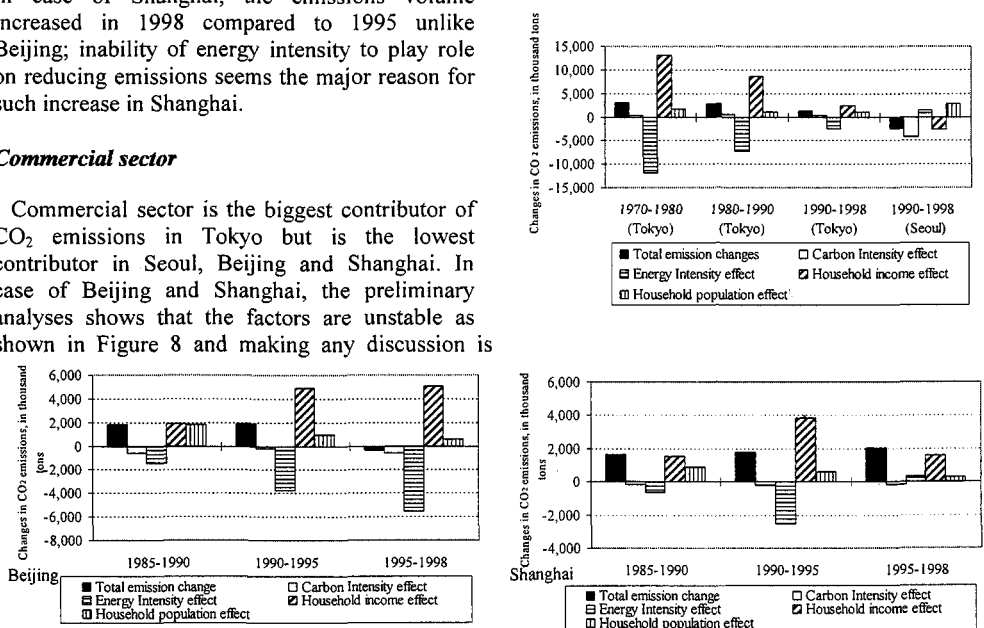 in case of Shanghai, the emissions volume
increased in 1998 compared to 1995 unlike
Beijing; inability of energy intensity to play role
on reducing emissions seems the major reason for
such increase in Shanghai.
Commercial sector
Commercial sector is the biggest contributor of
CO2 emissions in Tokyo but is the lowest
contributor in Seoul, Beijing and Shanghai. In
case of Beijing and Shanghai, the preliminary
analyses shows that the factors are unstable as
shown in Figure 8 and making any discussion is
Changes in CO2 emissions, in thousand tons
15,000
10,000
5,000
0
-5,000
-10,000
-15,000
1970-1980 1980-1990 1990-1998 1990-1998
(Tokyo) (Tokyo) (Tokyo) (Seoul)
Total emission changes Carbon Intensity effect
Energy Intensity effect Household income effect
Household population effect
Changes in CO2 emissions, in thousand
tons
6,000
4,000
2,000
0
-2,000
-4,000
-6,000
-8,000
1985-1990 1990-1995 1995-1998
Beijing
Total emission change Carbon Intensity effect
Energy Intensity effect Household income effect
Household population effect
Changes in CO2 emissions, in thousand
tons
6,000
4,000
2,000
0
-2,000
-4,000
1985-1990 1990-1995 1995-1998
Shanghai
Total emission change Carbon Intensity effect
Energy Intensity effect Household income effect
Household population effect